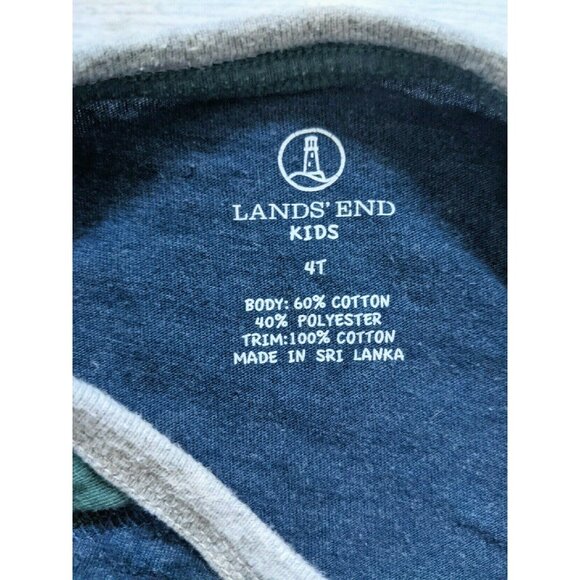 LANDS' END
KIDS
4T
BODY: 60% COTTON
40% POLYESTER
TRIM:100% COTTON
MADE IN SRI LANKA